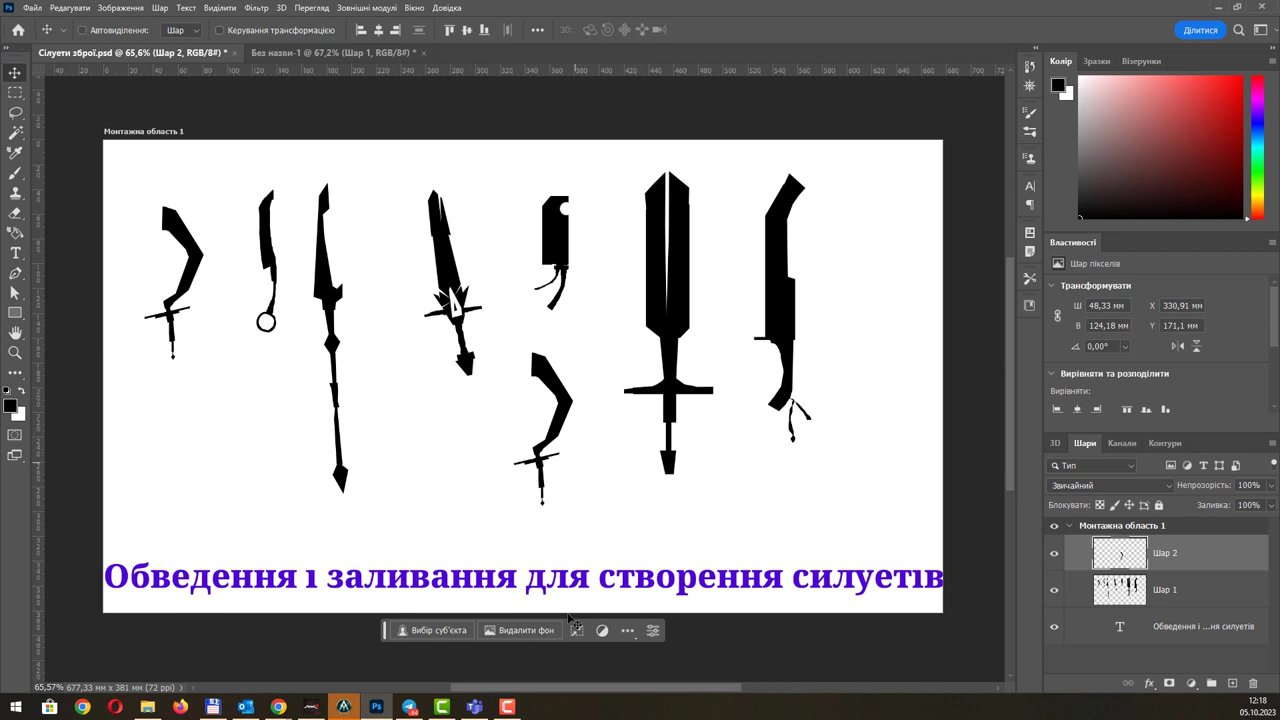 Файл Редагувати Зображення Шар Текст Виділити Фільтр 3D Перегляд Зовнішні модулі Вікно Довідка
Автовиділення: Шар Керування трансформацією 3D: Ділитися
Сілуети зброї.psd @ 65,6% (Шар 2, RGB/8#) * Без назви-1 @ 67,2% (Шар 1, RGB/8#) *
Колір Зразки Візерунки
Монтажна область 1
Властивості
Шар пікселів
Трансформувати
Ш 48,33 мм X 330,91 мм
В 124,18 мм Y 171,1 мм
0,00°
Вирівняти та розподілити
Вирівняти:
3D Шари Канали Контури
Тип
Звичайний Непрозорість: 100%
Блокувати: Заливка: 100%
Монтажна область 1
Шар 2
Шар 1
Обведення і ...ня силуетів
Обведення і заливання для створення силуетів
Вибір суб'єкта Видалити фон
65,57% 677,33 мм x 381 мм (72 ppi)
12:18
05.10.2023